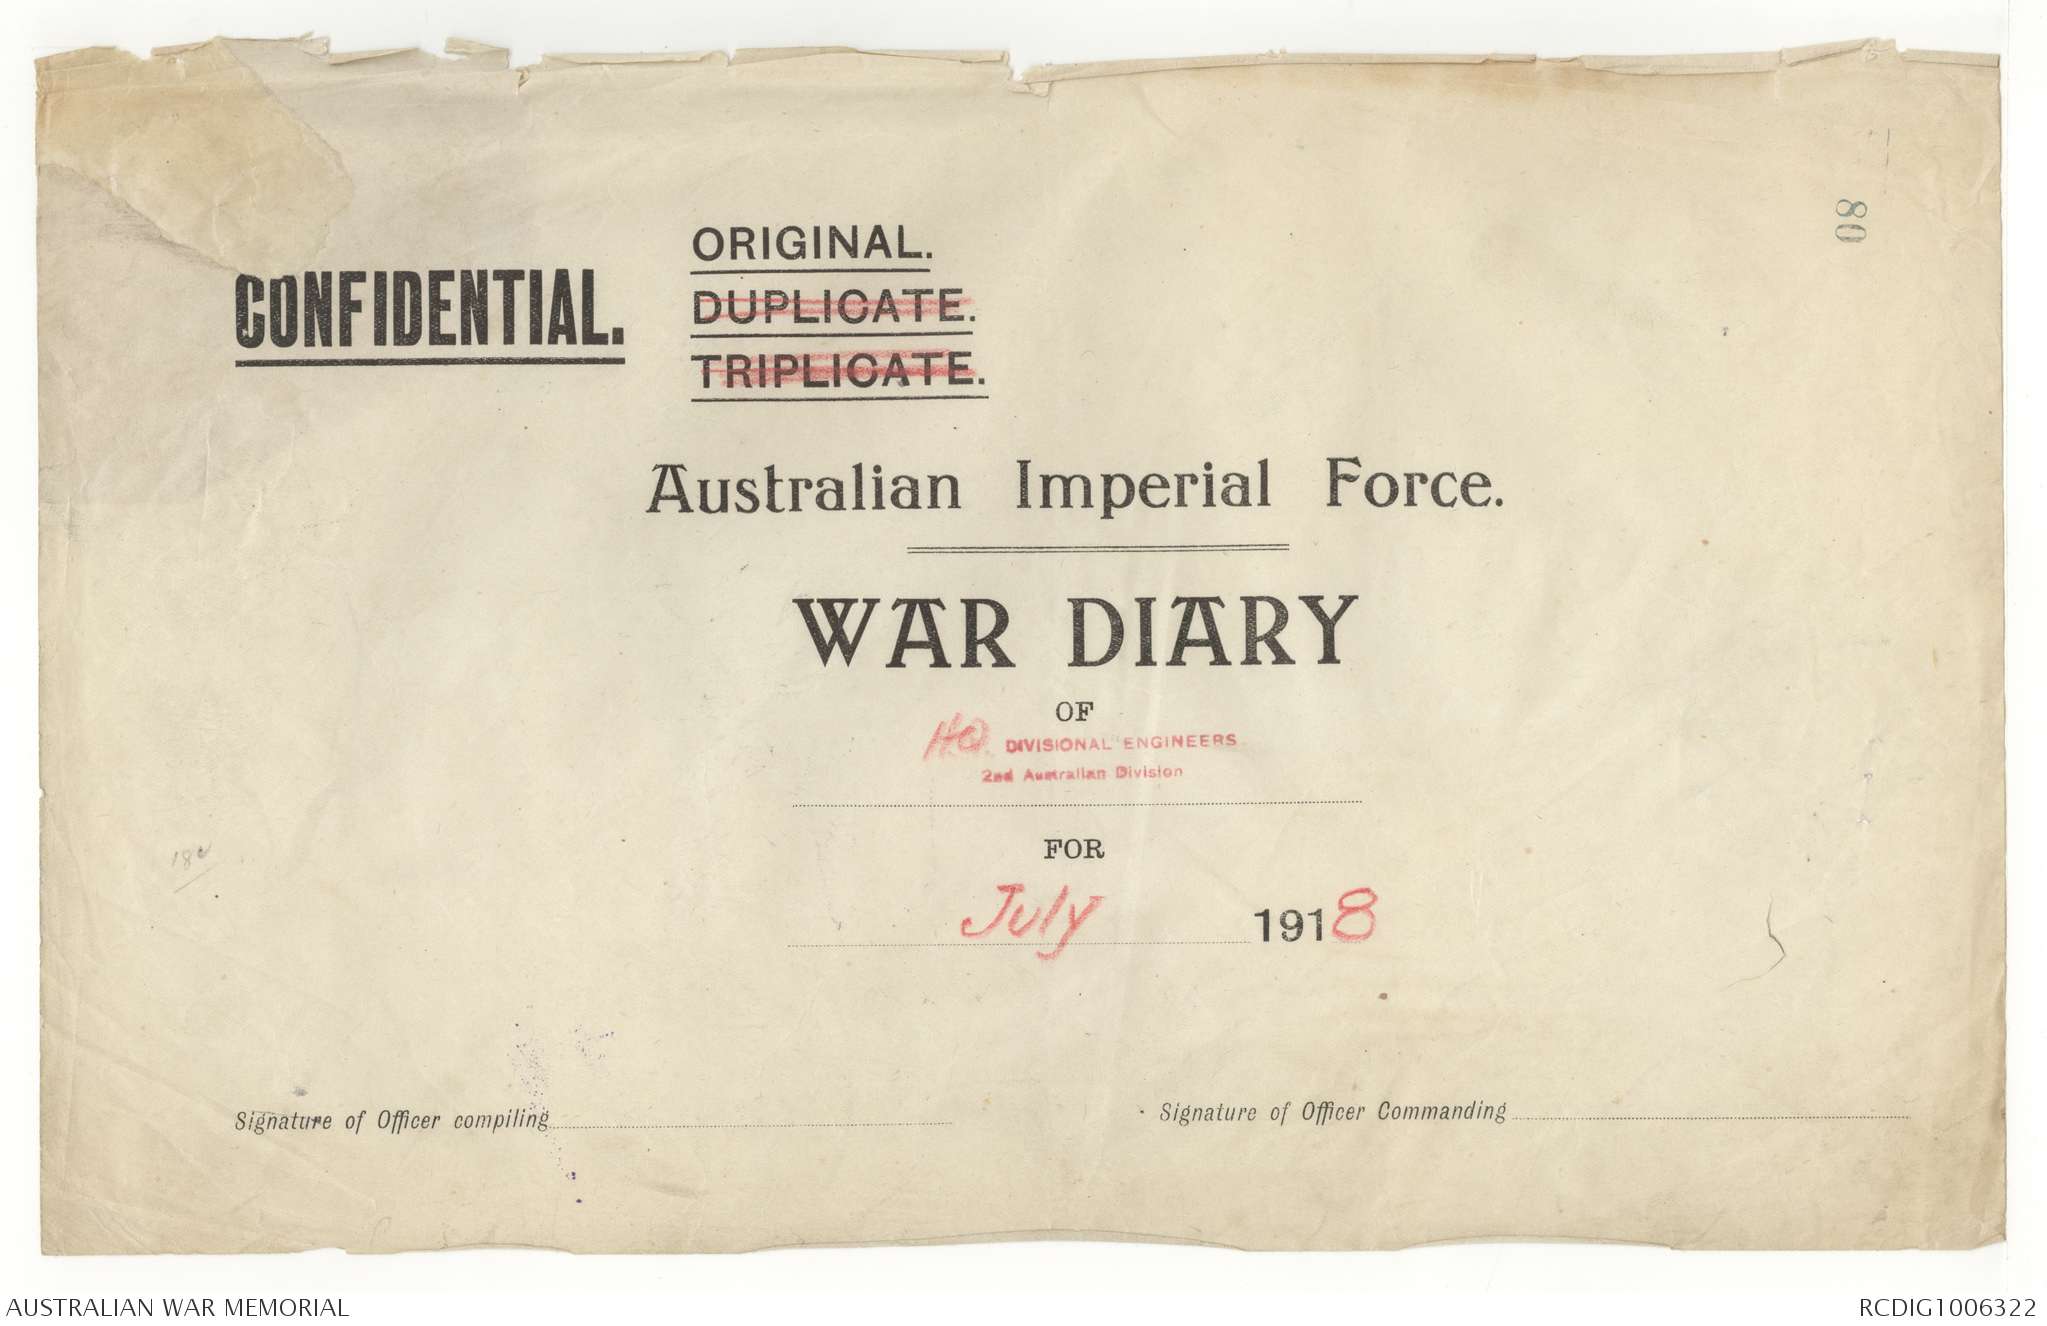 08
CONFIDENTIAL.
ORIGINAL.
DUPLICATE.
TRIPLICATE.
Australian Imperial Force.
WAR DIARY
OF
H.Q. DIVISIONAL ENGINEERS
2nd Australian Division
FOR
July 1918
Signature of Officer compiling
Signature of Officer Commanding
AUSTRALIAN WAR MEMORIAL
RCDIG1006322